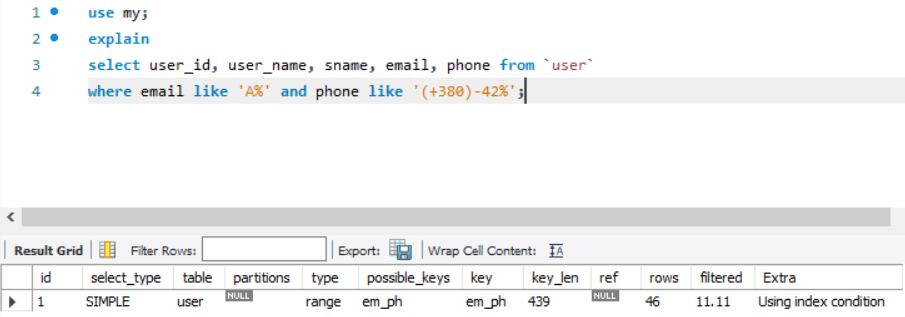 1 use my;
2 explain
3 select user_id, user_name, sname, email, phone from `user`
4 where email like 'A%' and phone like '(+380)-42%';
Result Grid Filter Rows: Export: Wrap Cell Content: IA
id select_type table partitions type possible_keys key key_len ref rows filtered Extra
1 SIMPLE user NULL range em_ph em_ph 439 NULL 46 11.11 Using index condition